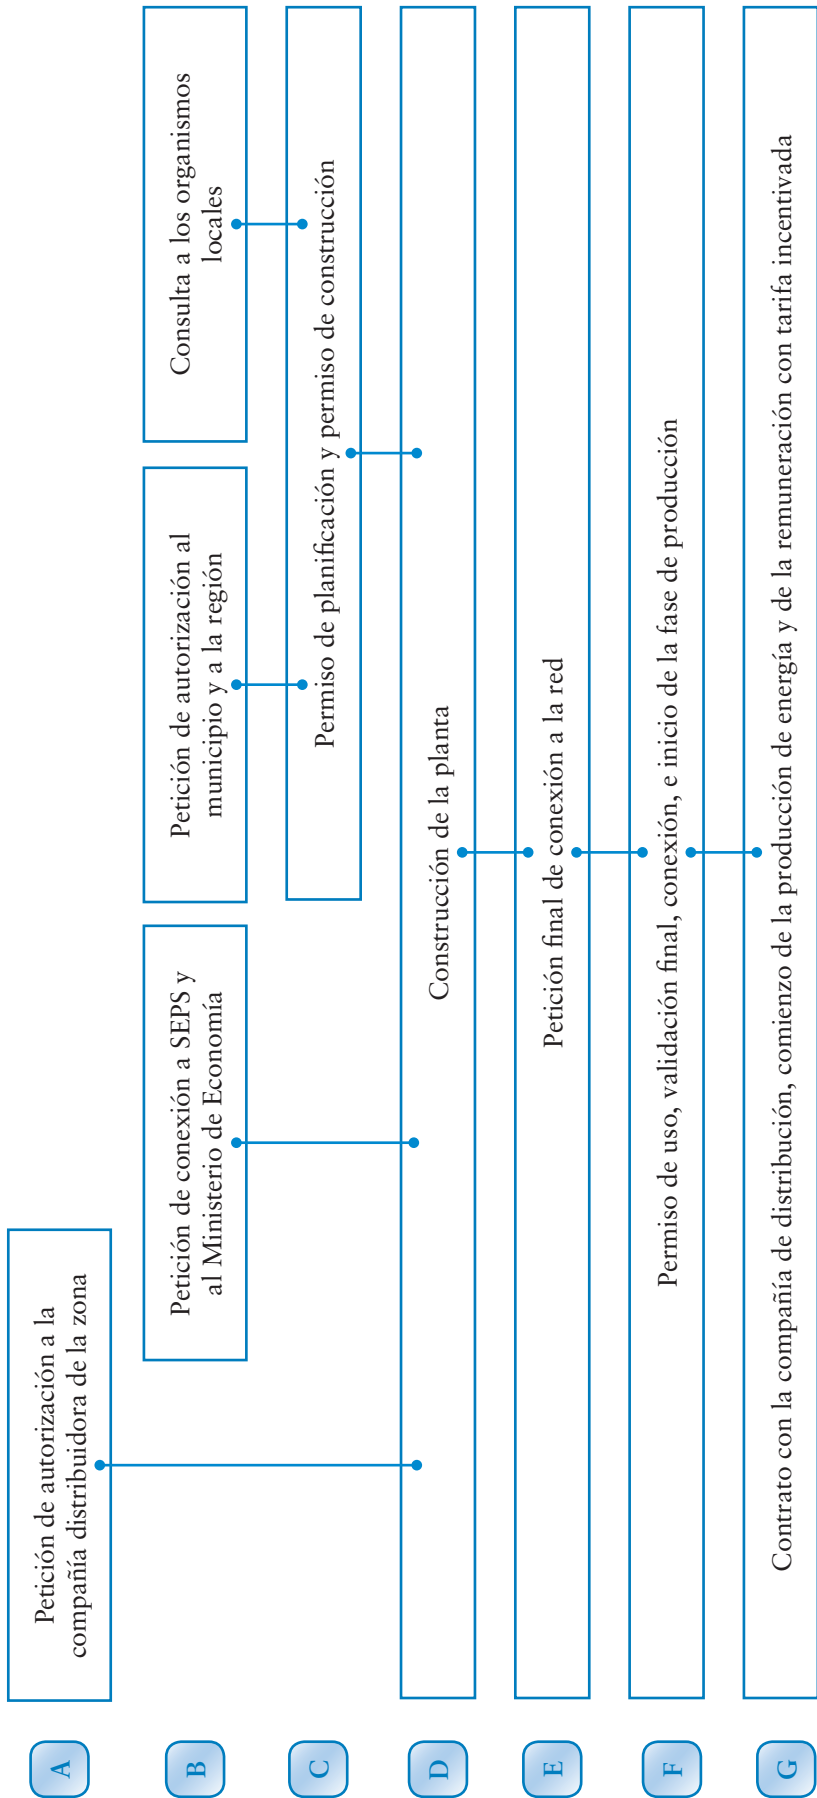 A
Petición de autorización a la
compañía distribuidora de la zona
B
Petición de conexión a SEPS y
al Ministerio de Economía
Petición de autorización al
municipio y a la región
Consulta a los organismos
locales
C
Permiso de planificación y permiso de construcción
D
Construcción de la planta
E
Petición final de conexión a la red
F
Permiso de uso, validación final, conexión, e inicio de la fase de producción
G
Contrato con la compañía de distribución, comienzo de la producción de energía y de la remuneración con tarifa incentivada